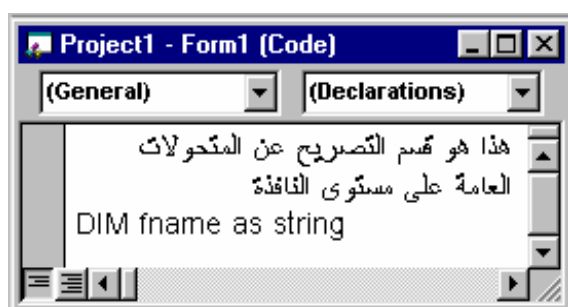 Project1 - Form1 (Code)
(General) (Declarations)
هذا هو قسم التصريح عن المتحولات
العامة على مستوى النافذة
DIM fname as string